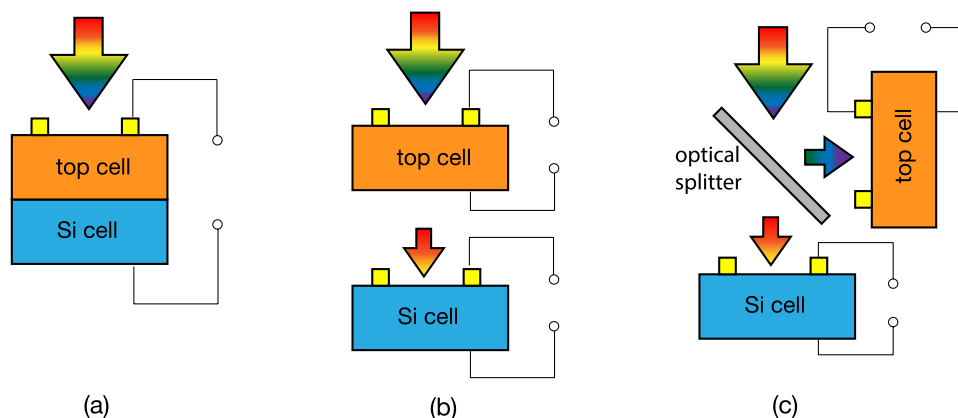 top cell
Si cell
(a)
top cell
Si cell
(b)
optical
splitter
top cell
Si cell
(c)